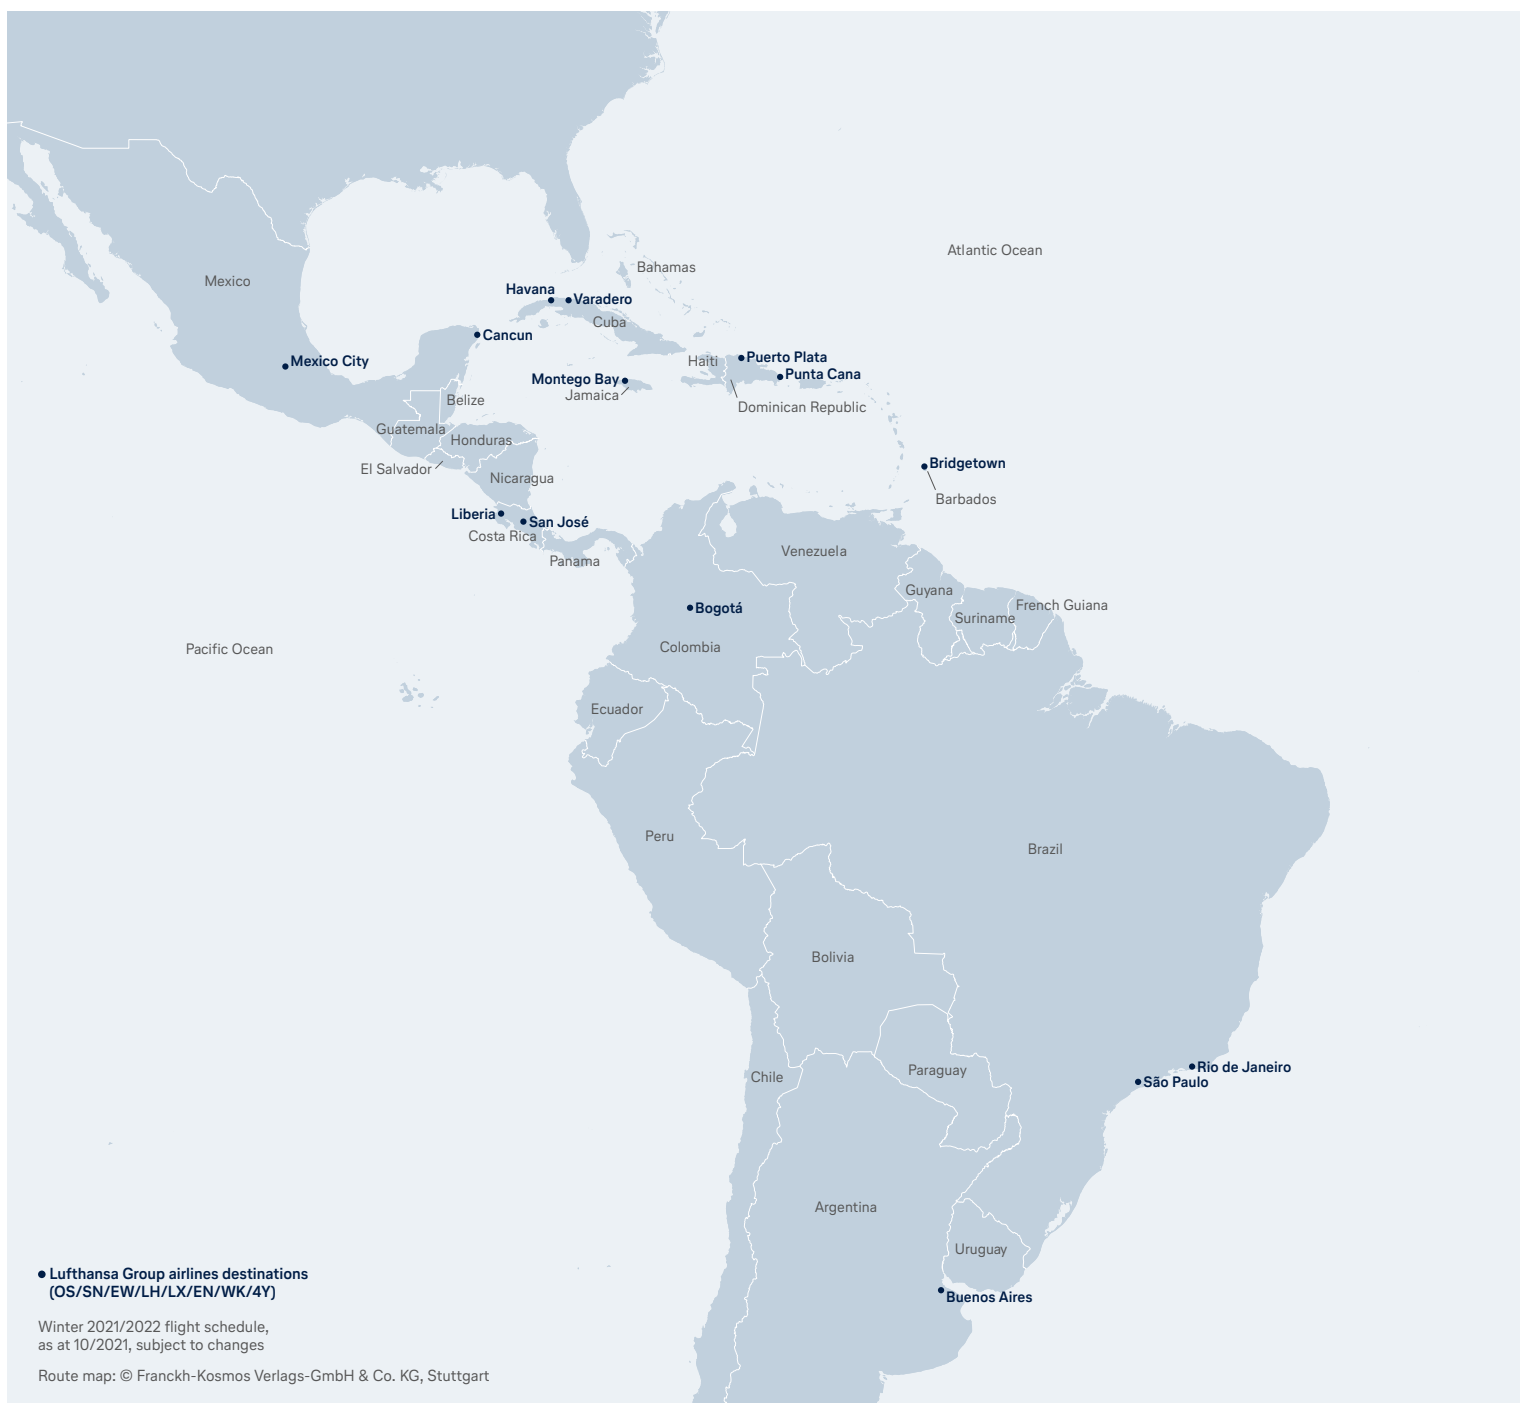 Atlantic Ocean
Bahamas
Mexico
Havana
Varadero
Cuba
Cancun
Mexico City
Haiti
Puerto Plata
Punta Cana
Montego Bay
Jamaica
Dominican Republic
Belize
Guatemala
Honduras
El Salvador
Nicaragua
Bridgetown
Barbados
Liberia
San José
Costa Rica
Panama
Venezuela
Guyana
French Guiana
Suriname
Bogotá
Colombia
Pacific Ocean
Ecuador
Peru
Brazil
Bolivia
Rio de Janeiro
São Paulo
Paraguay
Chile
Argentina
Uruguay
Buenos Aires
Lufthansa Group airlines destinations
(OS/SN/EW/LH/LX/EN/WK/4Y)
Winter 2021/2022 flight schedule,
as at 10/2021, subject to changes
Route map: © Franckh-Kosmos Verlags-GmbH & Co. KG, Stuttgart